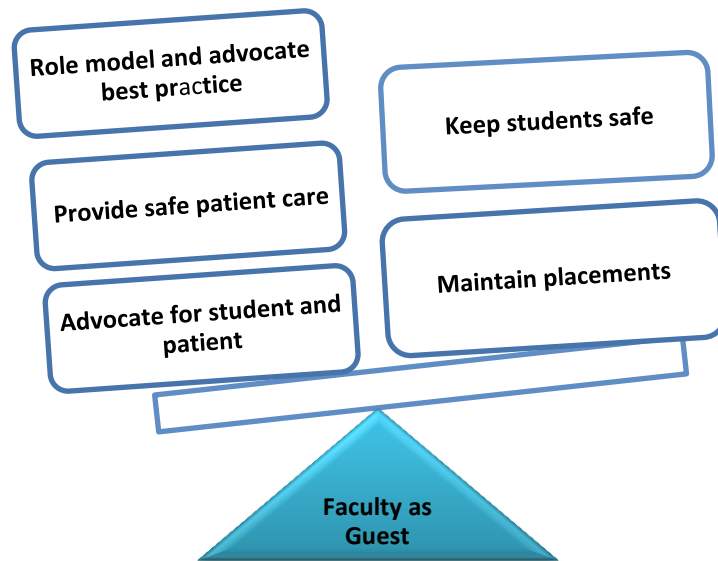 Role model and advocate
best practice
Provide safe patient care
Advocate for student and
patient
Keep students safe
Maintain placements
Faculty as
Guest